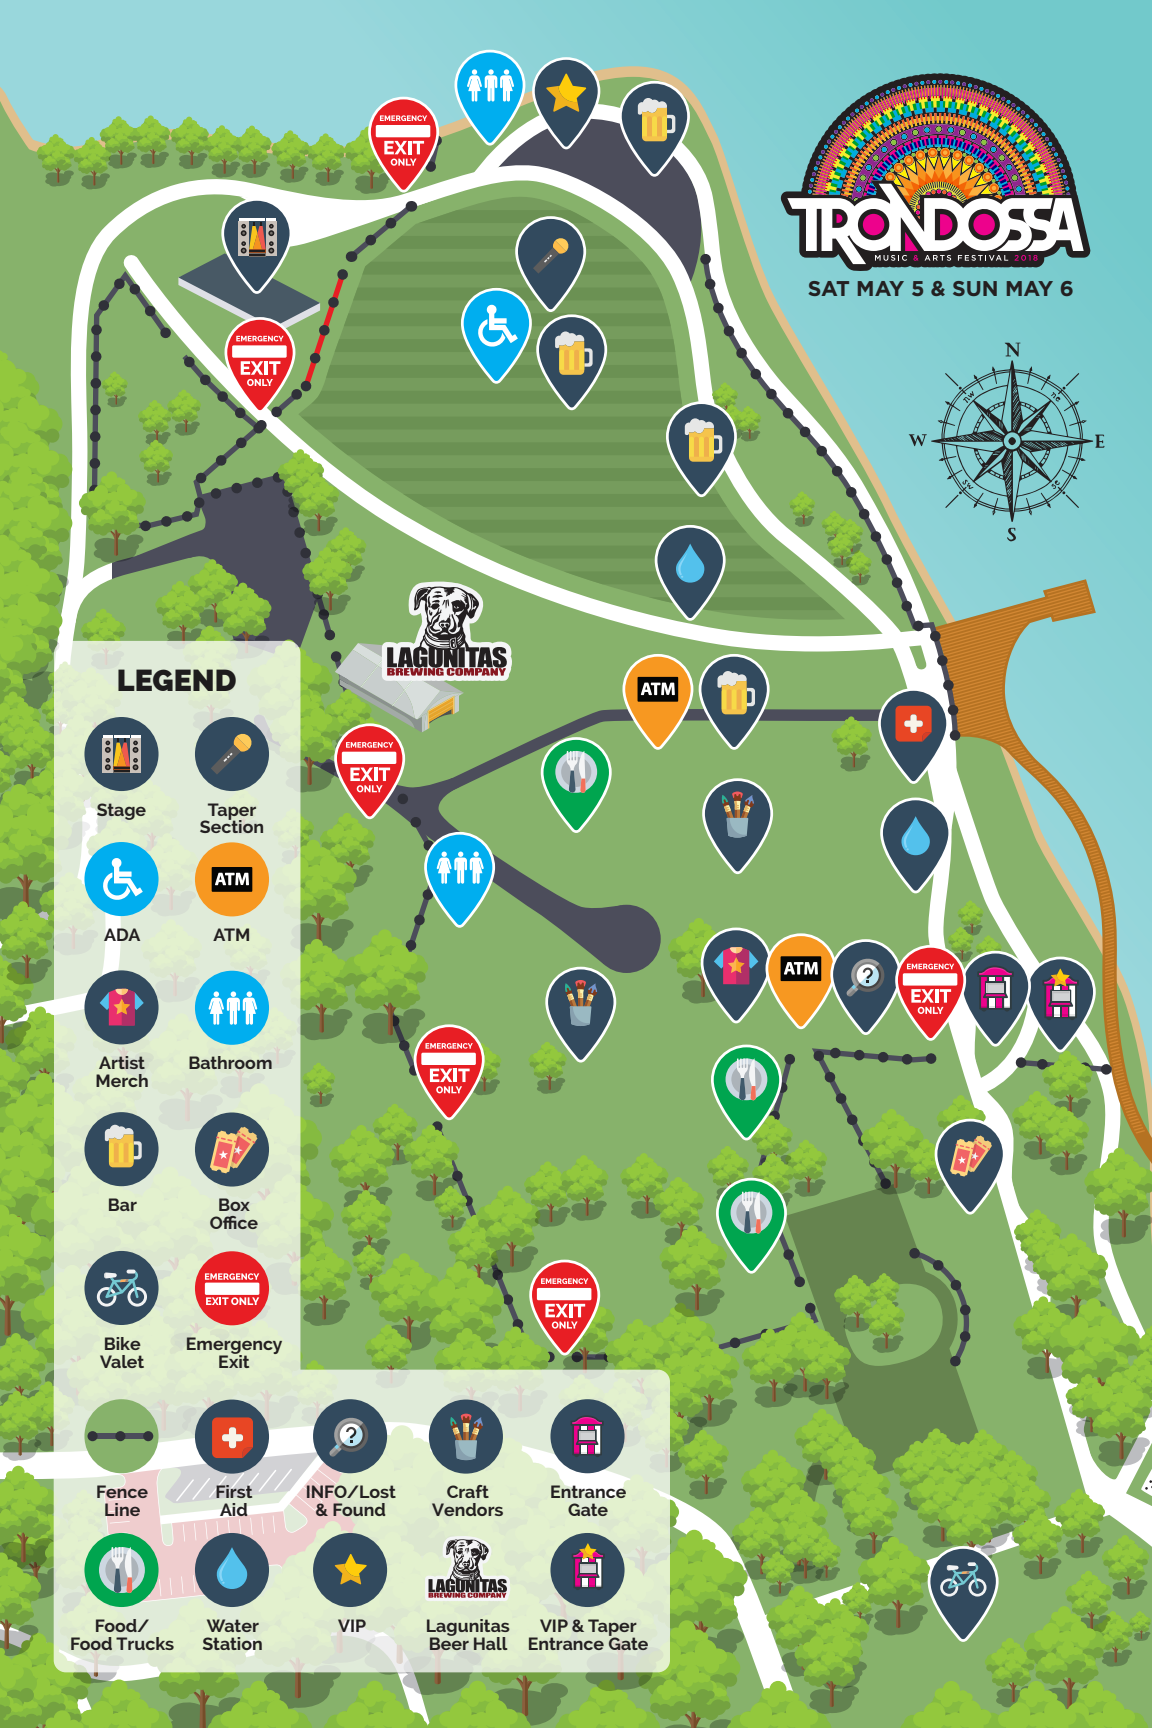 EMERGENCY
EXIT
ONLY
TRONDOSSA
MUSIC & ARTS FESTIVAL 2018
SAT MAY 5 & SUN MAY 6
EMERGENCY
EXIT
ONLY
N
nw
ne
W
E
sw
se
S
LAGUNITAS
BREWING COMPANY
ATM
EMERGENCY
EXIT
ONLY
ATM
?
EMERGENCY
EXIT
ONLY
EMERGENCY
EXIT
ONLY
EMERGENCY
EXIT
ONLY
LEGEND
Stage
Taper
Section
ATM
ADA
ATM
Artist
Merch
Bathroom
Bar
Box
Office
EMERGENCY
EXIT ONLY
Bike
Valet
Emergency
Exit
?
Fence
Line
First
Aid
INFO/Lost
& Found
Craft
Vendors
Entrance
Gate
LAGUNITAS
BREWING COMPANY
Food/
Food Trucks
Water
Station
VIP
Lagunitas
Beer Hall
VIP & Taper
Entrance Gate